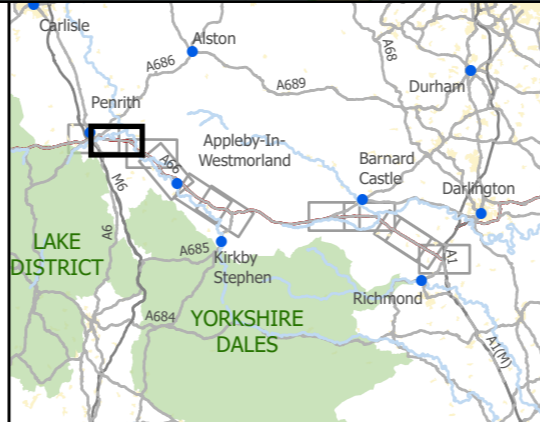 Carlisle
Alston
A686
A68
A689
Durham
Penrith
Appleby-In-
Westmorland
A66
Barnard
Castle
Darlington
M6
A6
LAKE
DISTRICT
A685
Kirkby
Stephen
A1
Richmond
A684
YORKSHIRE
DALES
A1(M)